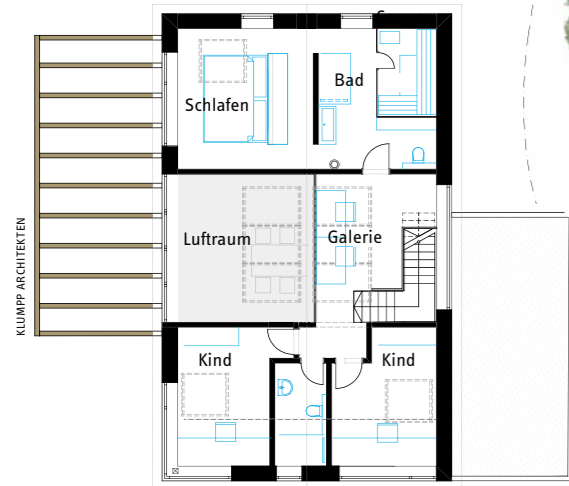 Schlafen
Bad
Luftraum
Galerie
Kind
Kind
KLUMPP ARCHITEKTEN